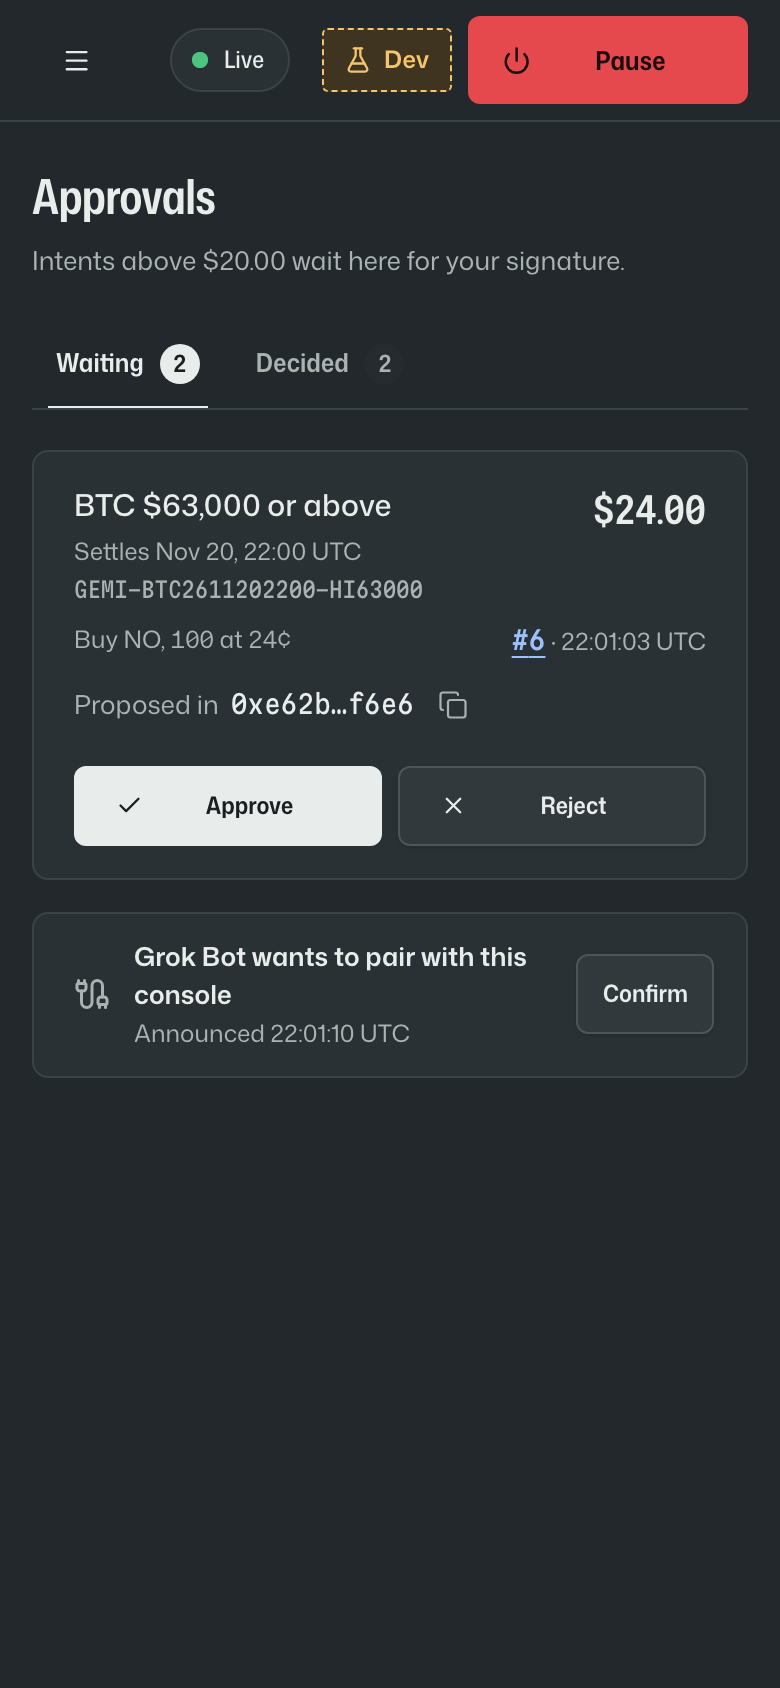 Live
Dev
Pause
Approvals
Intents above $20.00 wait here for your signature.
Waiting 2
Decided 2
BTC $63,000 or above
$24.00
Settles Nov 20, 22:00 UTC
GEMI-BTC2611202200-HI63000
Buy NO, 100 at 24¢
#6 · 22:01:03 UTC
Proposed in 0xe62b…f6e6
Approve
Reject
Grok Bot wants to pair with this
console
Announced 22:01:10 UTC
Confirm